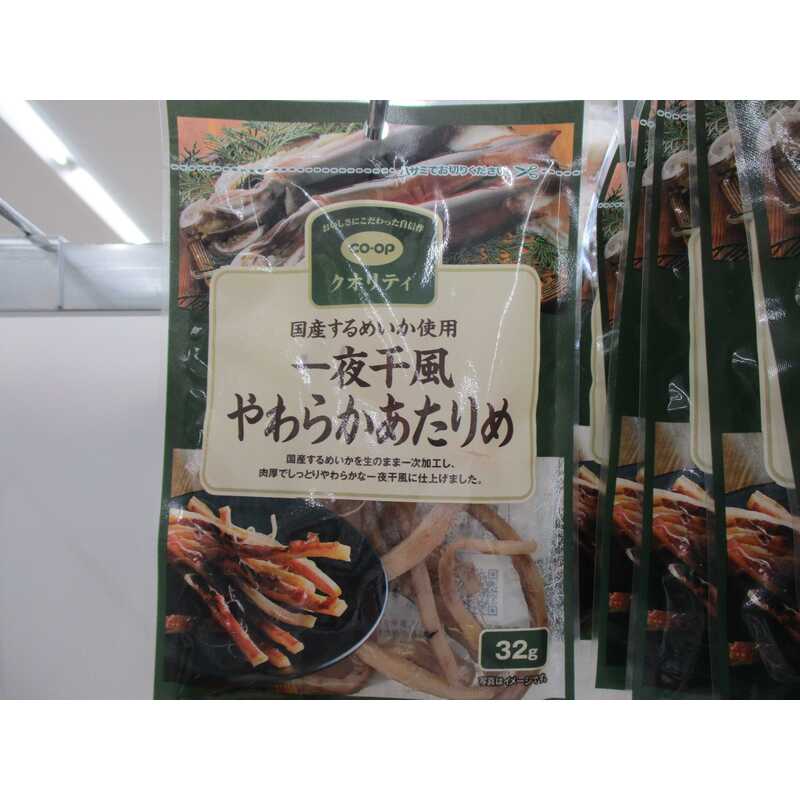 ハサミでお切りください
おいしさにこだわった自信作
CO・OP
クオリティ
国産するめいか使用
一夜干風
やわらかあたりめ
国産するめいかを生のまま一次加工し、
肉厚でしっとりやわらかな一夜干風に仕上げました。
32g
写真はイメージです。